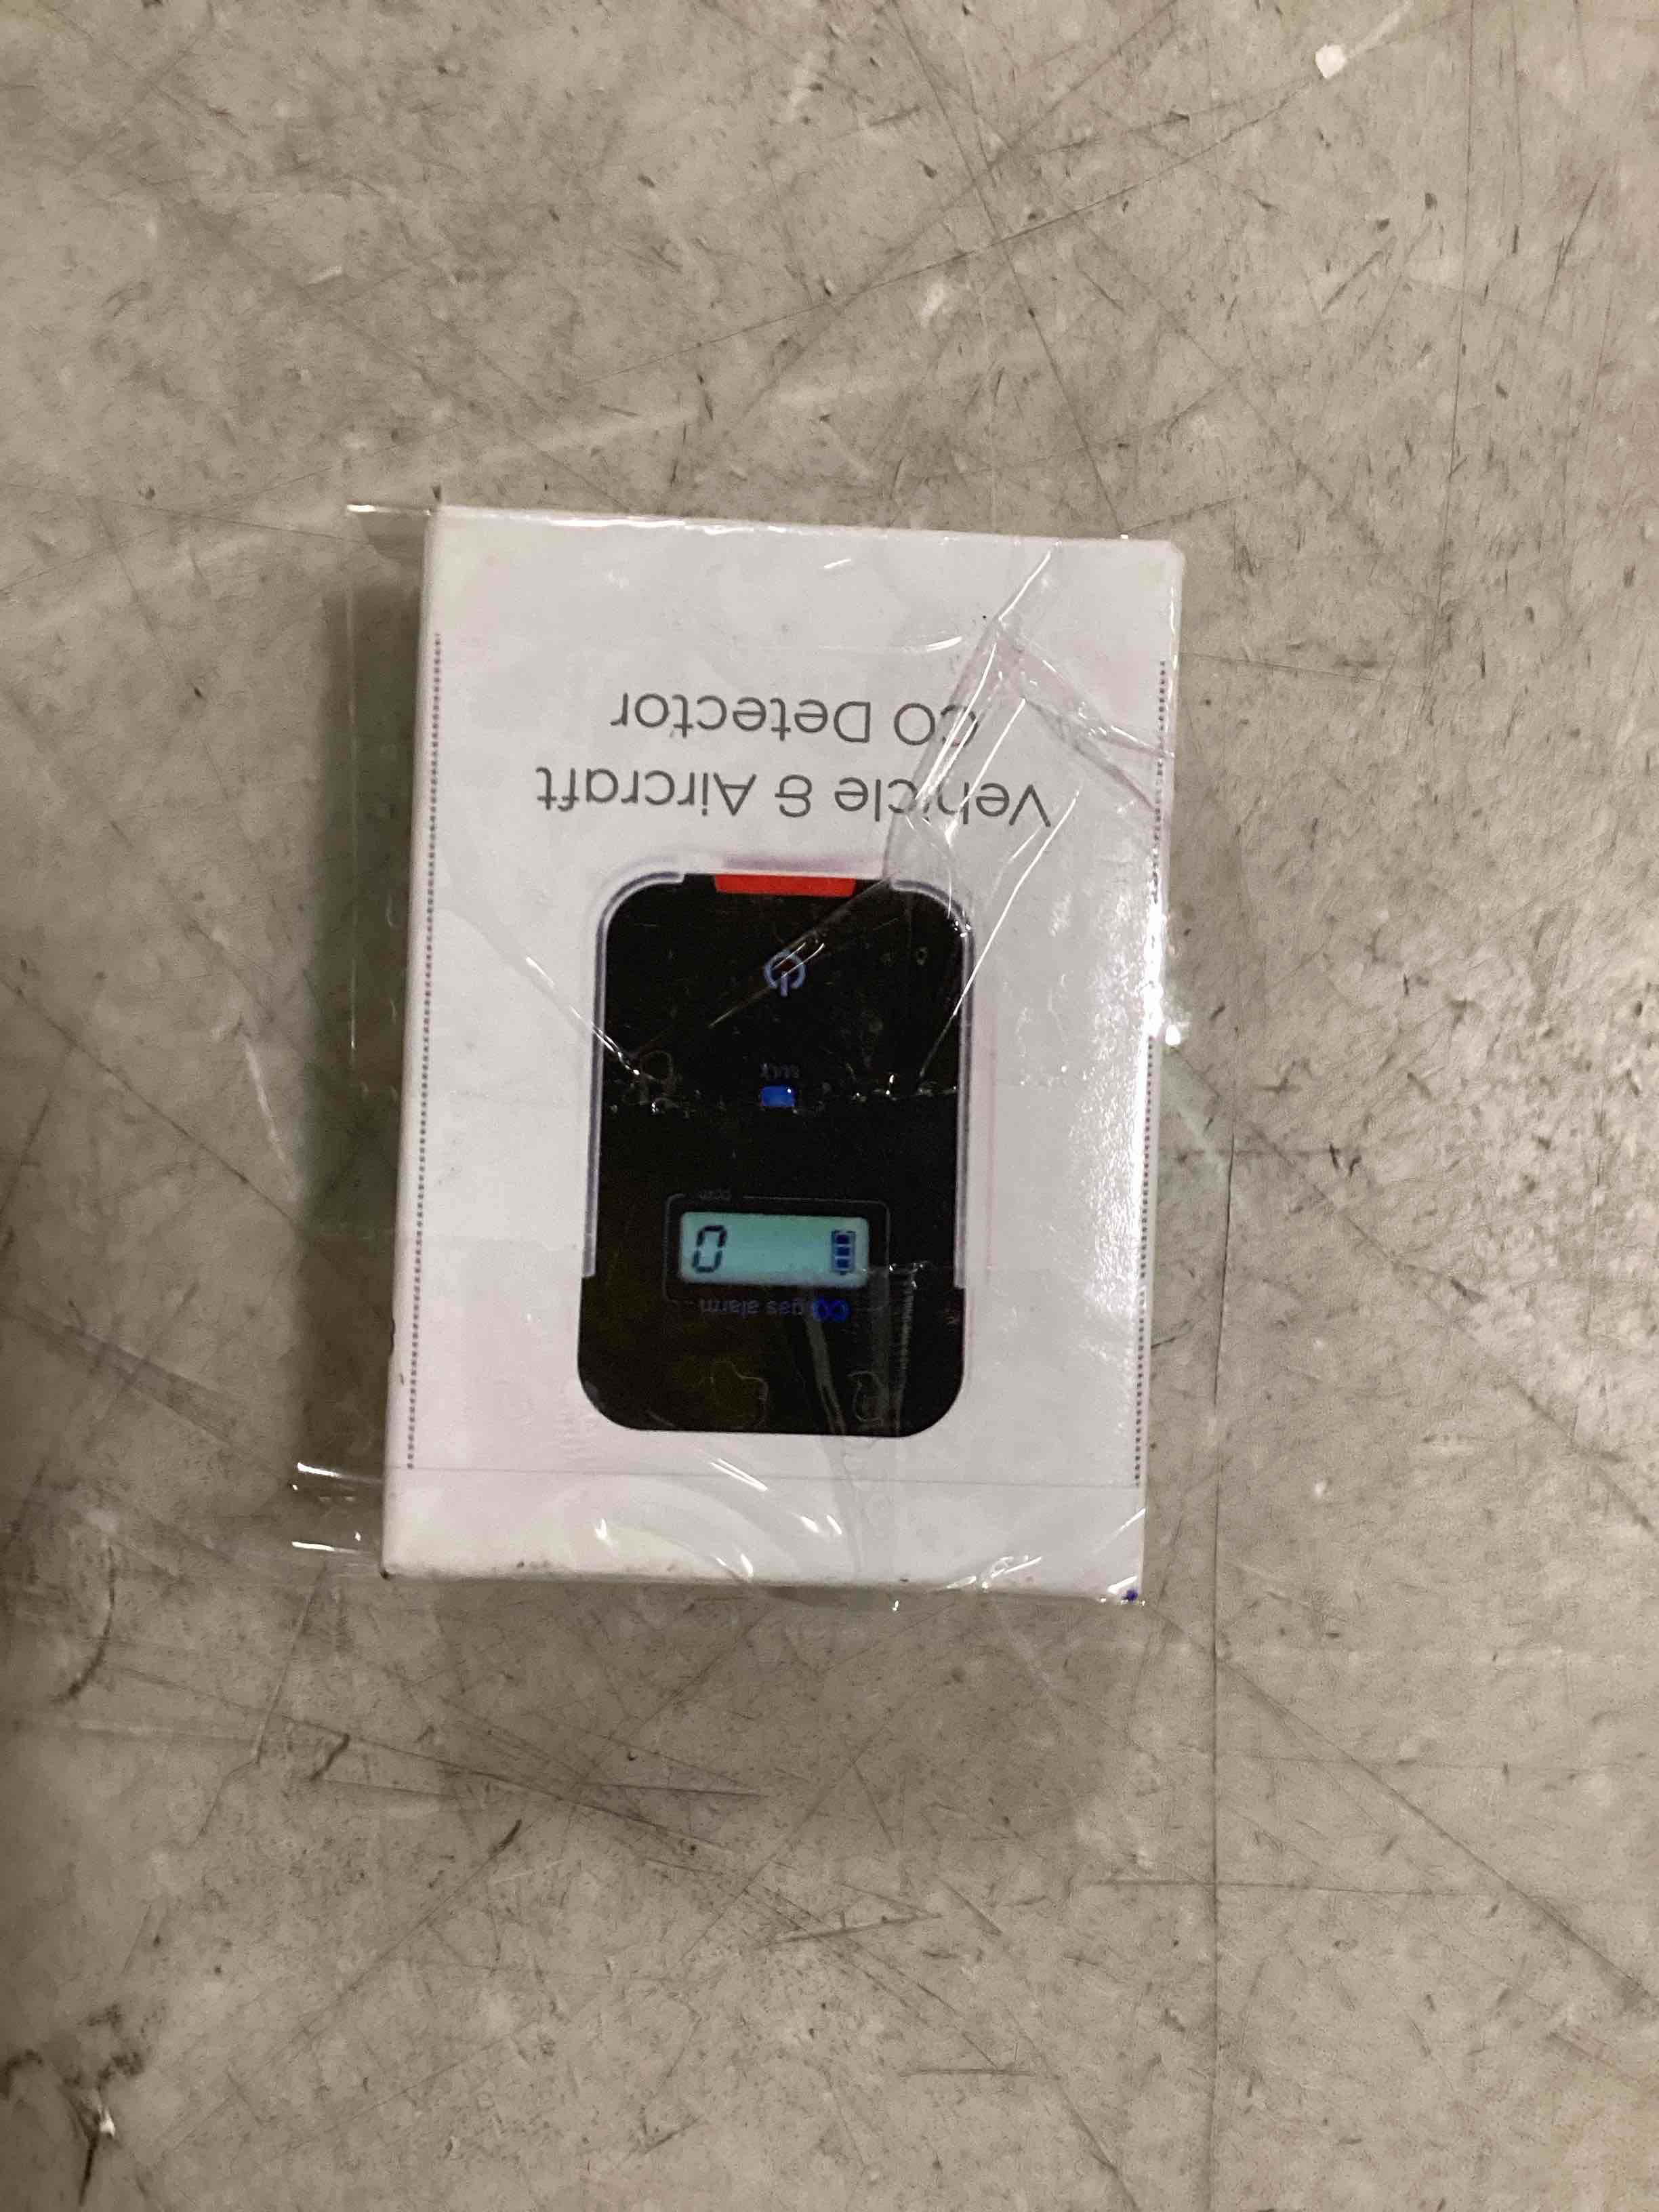 CO gas alarm
0
Vehicle & Aircraft
CO Detector